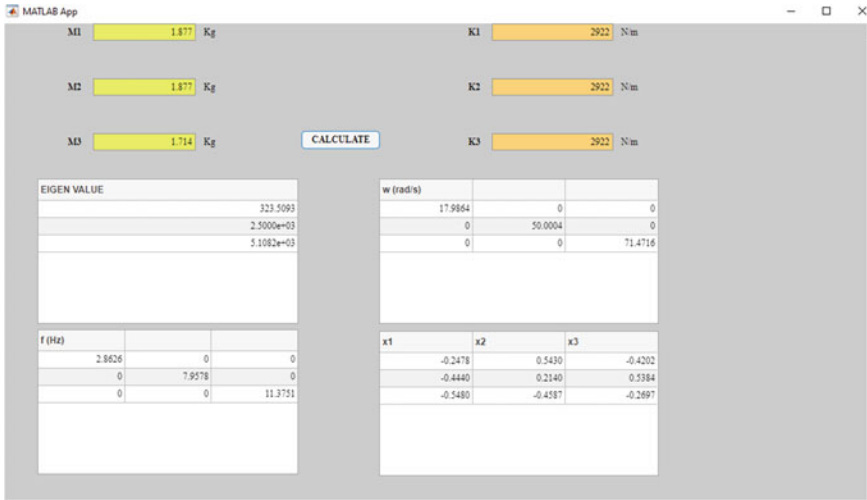 MATLAB App
M1 1.877 Kg K1 2922 N/m
M2 1.877 Kg K2 2922 N/m
M3 1.714 Kg CALCULATE K3 2922 N/m
EIGEN VALUE
323.5093
2.5000e+03
5.1082e+03
w (rad/s)
17.9864 0 0
0 50.0004 0
0 0 71.4716
f (Hz)
2.8626 0 0
0 7.9578 0
0 0 11.3751
x1 x2 x3
-0.2478 0.5430 -0.4202
-0.4440 0.2140 0.5384
-0.5480 -0.4587 -0.2697